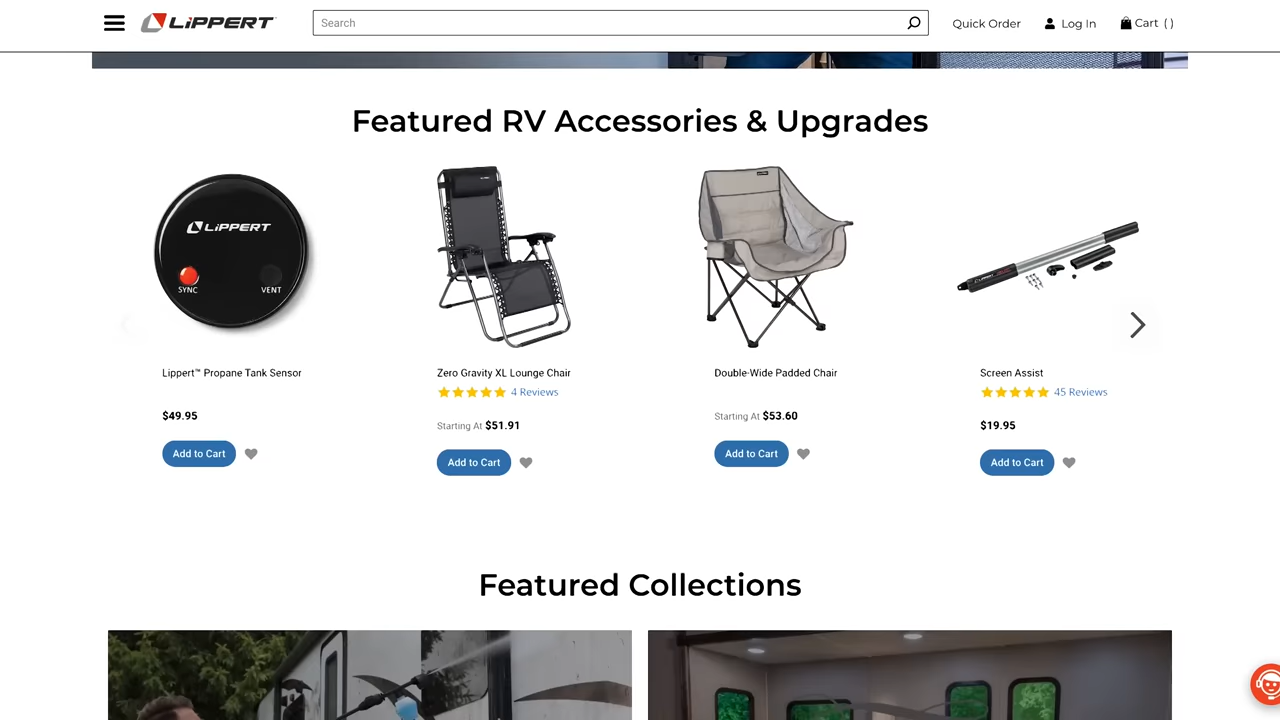 LIPPERT
Search
Quick Order
Log In
Cart ( )
Featured RV Accessories & Upgrades
LIPPERT
SYNC
VENT
Lippert™ Propane Tank Sensor
$49.95
Add to Cart
Zero Gravity XL Lounge Chair
4 Reviews
Starting At $51.91
Add to Cart
Double-Wide Padded Chair
Starting At $53.60
Add to Cart
Screen Assist
45 Reviews
$19.95
Add to Cart
Featured Collections